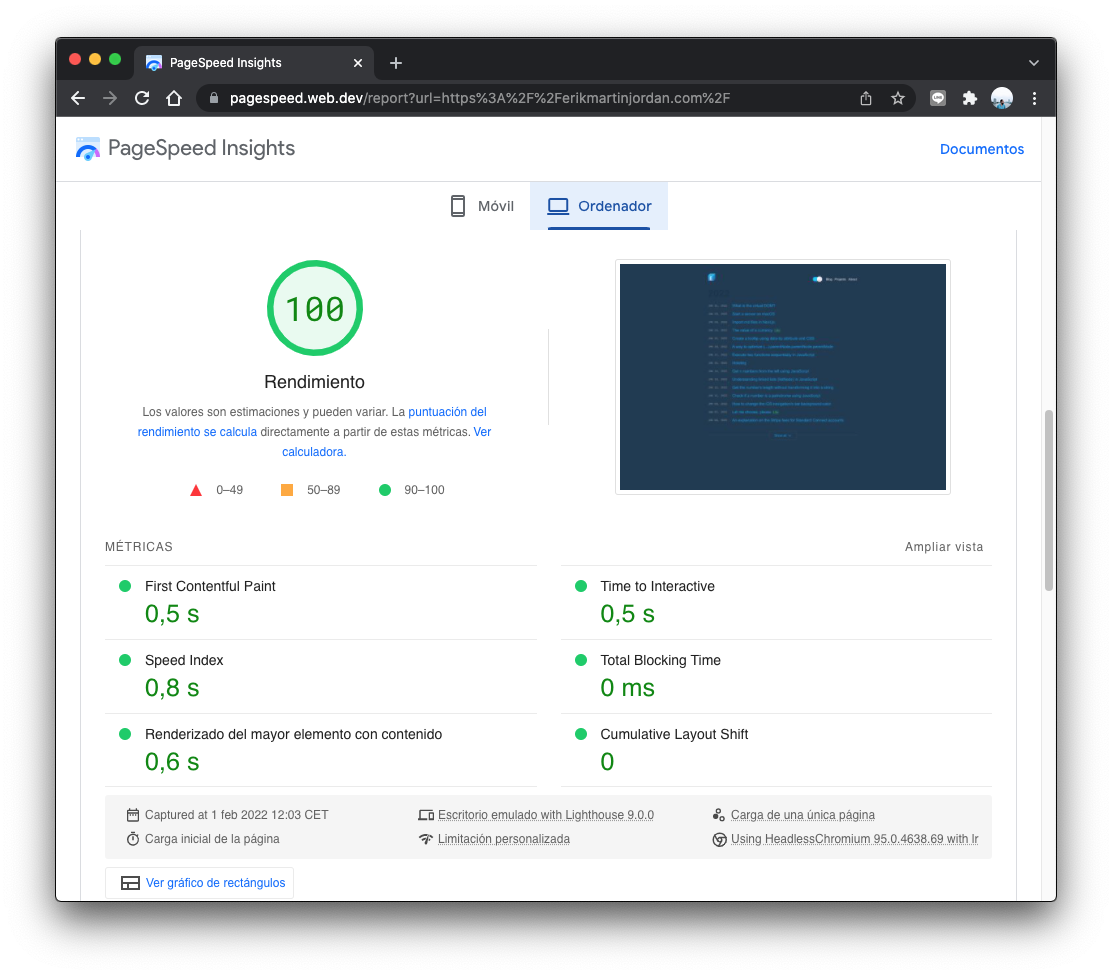 PageSpeed Insights
pagespeed.web.dev/report?url=https%3A%2F%2Ferikmartinjordan.com%2F
PageSpeed Insights
Documentos
Móvil
Ordenador
100
Rendimiento
Los valores son estimaciones y pueden variar. La puntuación del
rendimiento se calcula directamente a partir de estas métricas. Ver
calculadora.
0–49
50–89
90–100
MÉTRICAS
Ampliar vista
First Contentful Paint
0,5 s
Time to Interactive
0,5 s
Speed Index
0,8 s
Total Blocking Time
0 ms
Renderizado del mayor elemento con contenido
0,6 s
Cumulative Layout Shift
0
Captured at 1 feb 2022 12:03 CET
Escritorio emulado with Lighthouse 9.0.0
Carga de una única página
Carga inicial de la página
Limitación personalizada
Using HeadlessChromium 95.0.4638.69 with lr
Ver gráfico de rectángulos